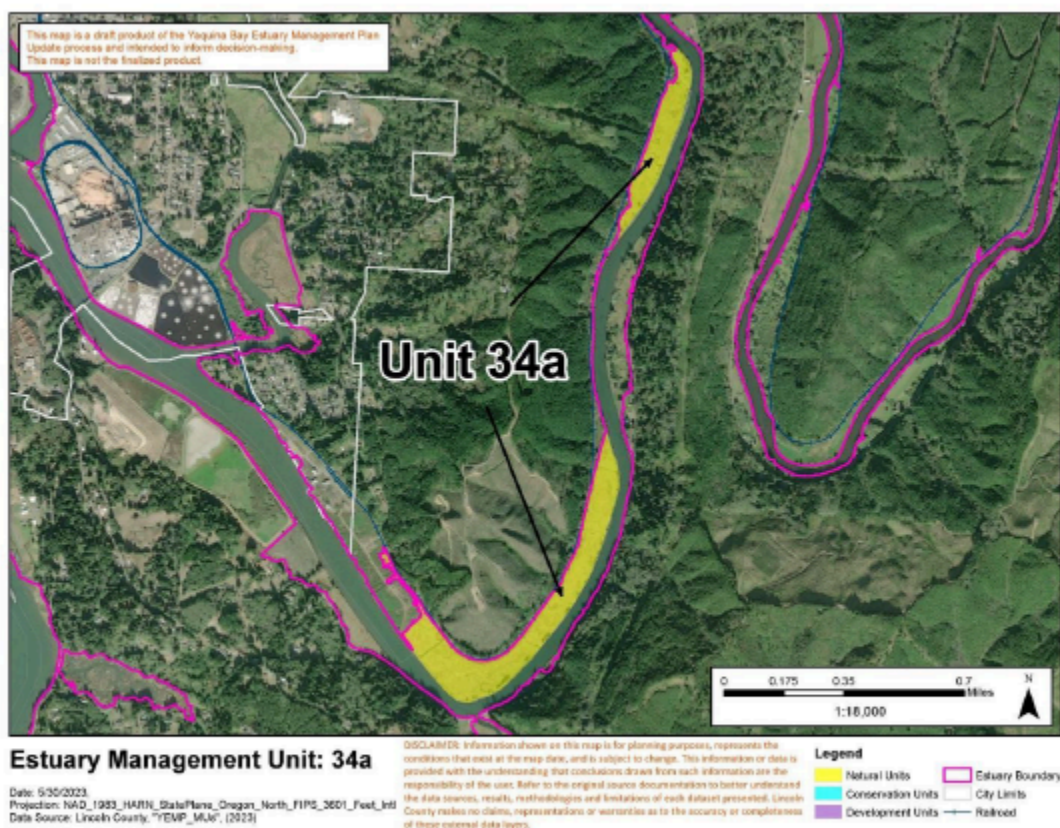 This map is a draft product of the Yaquina Bay Estuary Management Plan
Update process and intended to inform decision-making.
This map is not the finalized product.
Unit 34a
0 0.175 0.35 0.7
Miles
1:18,000
N
Estuary Management Unit: 34a
Date: 5/30/2023,
Projection: NAD_1983_HARN_StatePlane_Oregon_North_FIPS_3601_Feet_Intl
Data Source: Lincoln County, "YEMP_MUs", (2023)
DISCLAIMER: Information shown on this map is for planning purposes, represents the
conditions that exist at the map date, and is subject to change. This information or data is
provided with the understanding that conclusions drawn from such information are the
responsibility of the user. Refer to the original source documentation to better understand
the data sources, results, methodologies and limitations of each dataset presented. Lincoln
County makes no claims, representations or warranties as to the accuracy or completeness
of these external data layers.
Legend
Natural Units
Conservation Units
Development Units
Estuary Boundary
City Limits
Railroad